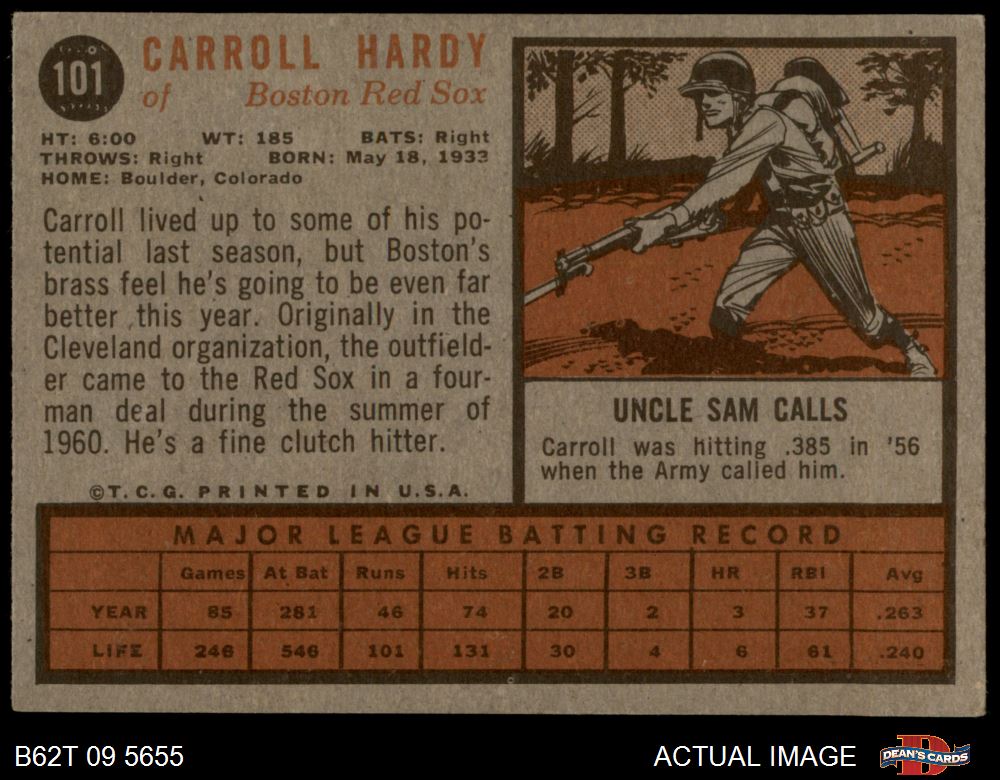 101
CARROLL HARDY
of Boston Red Sox
HT: 6:00 WT: 185 BATS: Right
THROWS: Right BORN: May 18, 1933
HOME: Boulder, Colorado
Carroll lived up to some of his po-
tential last season, but Boston's
brass feel he's going to be even far
better this year. Originally in the
Cleveland organization, the outfield-
er came to the Red Sox in a four-
man deal during the summer of
1960. He's a fine clutch hitter.
©T.C.G. PRINTED IN U.S.A.
UNCLE SAM CALLS
Carroll was hitting .385 in '56
when the Army called him.
MAJOR LEAGUE BATTING RECORD
Games At Bat Runs Hits 2B 3B HR RBI Avg
YEAR 85 281 46 74 20 2 3 37 .263
LIFE 246 546 101 131 30 4 6 61 .240
B62T 09 5655
ACTUAL IMAGE
DEAN'S CARDS